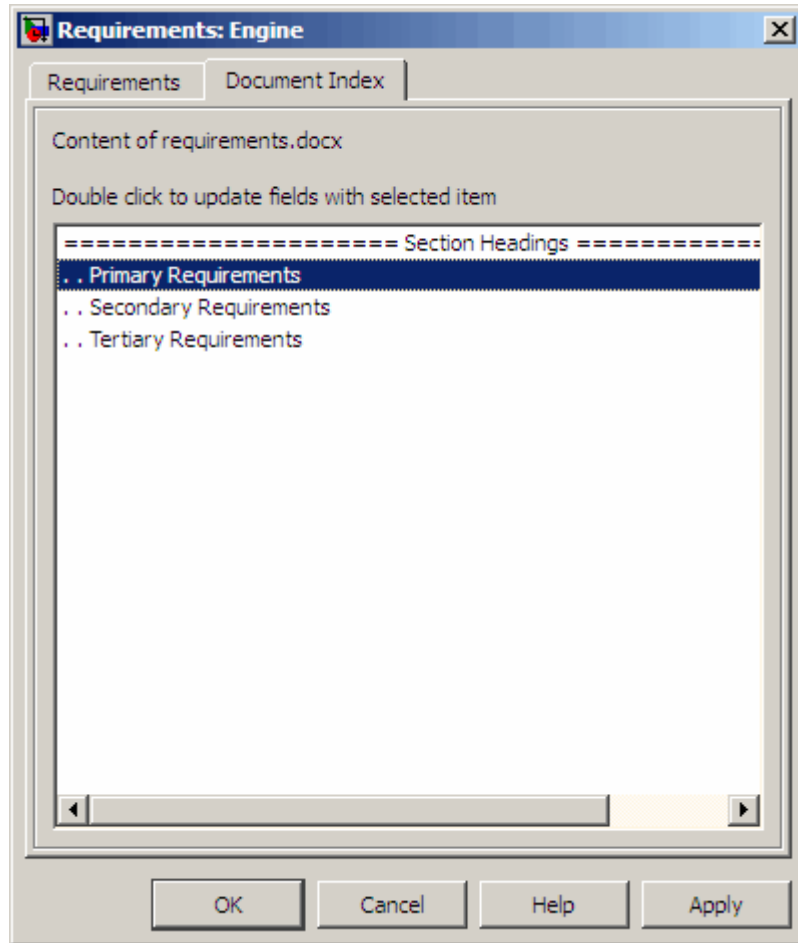 Requirements: Engine
Requirements Document Index
Content of requirements.docx
Double click to update fields with selected item
===================== Section Headings ============
. . Primary Requirements
. . Secondary Requirements
. . Tertiary Requirements
OK Cancel Help Apply